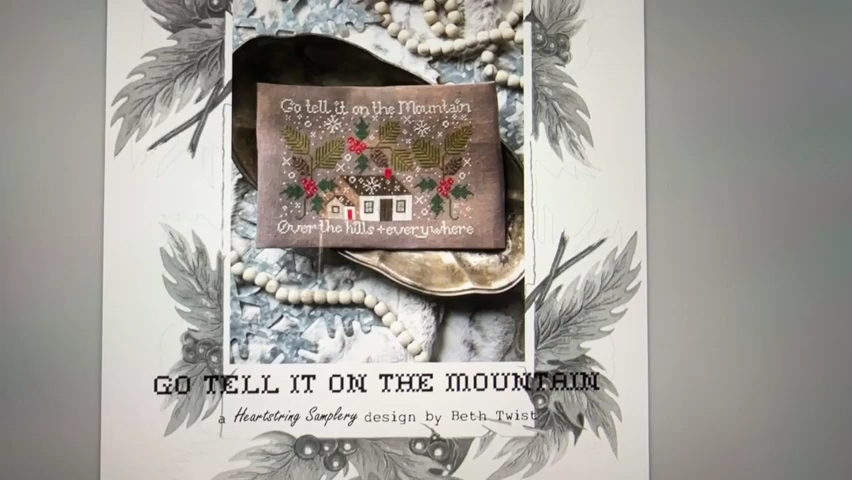 Go tell it on the Mountain
Over the hills + everywhere
GO TELL IT ON THE MOUNTAIN
a Heartstring Samplery design by Beth Twist